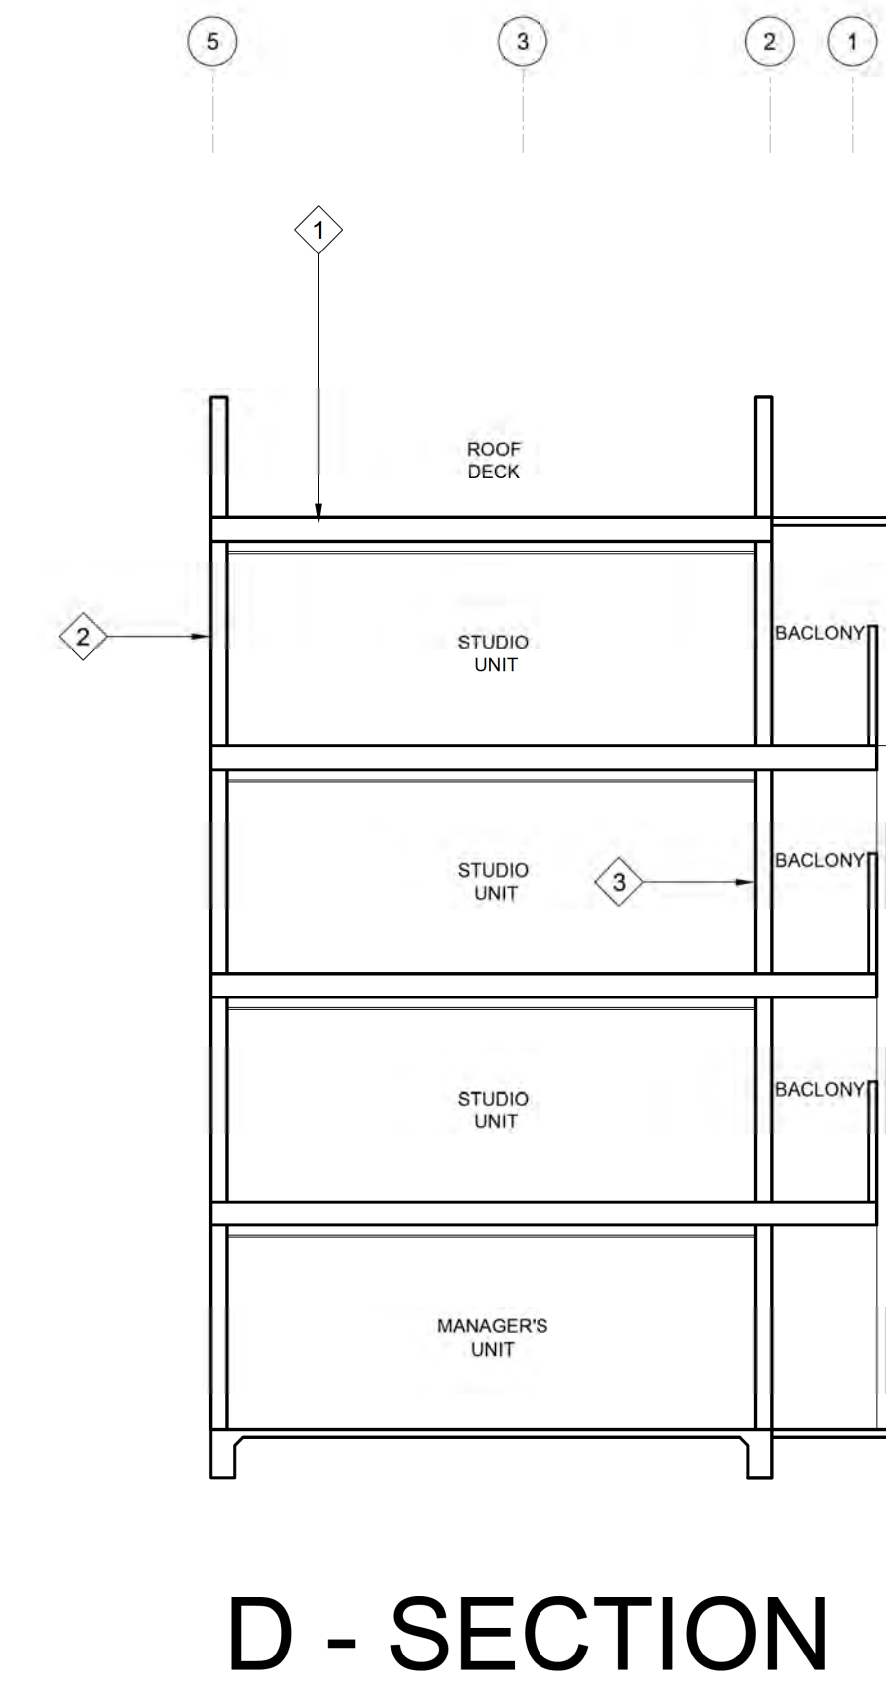 5
3
2
1
1
ROOF
DECK
2
STUDIO
UNIT
BACLONY
STUDIO
UNIT
3
BACLONY
STUDIO
UNIT
BACLONY
MANAGER'S
UNIT
D - SECTION